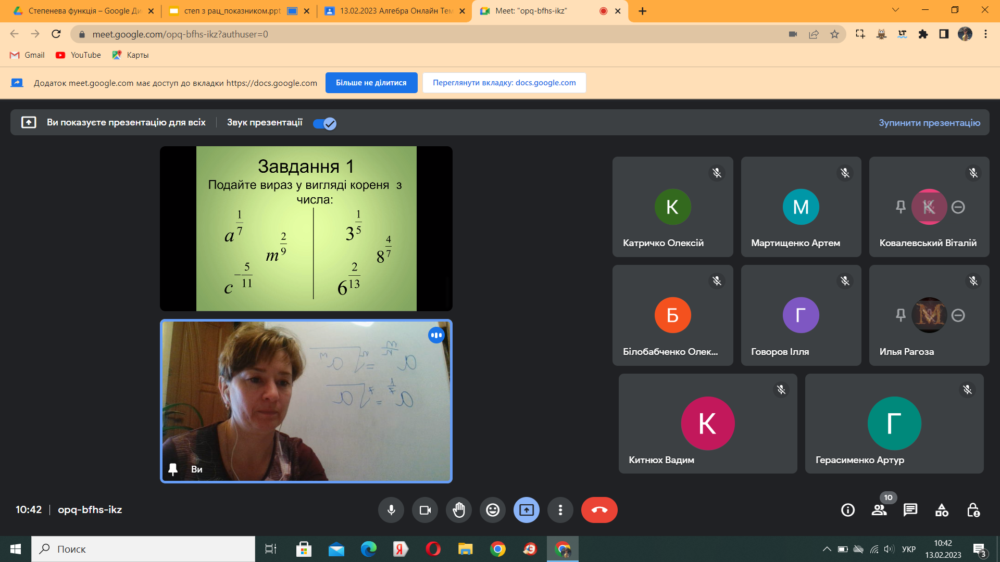 Степенева функція – Google Ди
степ з рац_показником.ppt
13.02.2023 Алгебра Онлайн Тем
Meet: "opq-bfhs-ikz"
meet.google.com/opq-bfhs-ikz?authuser=0
Gmail
YouTube
Карты
Додаток meet.google.com має доступ до вкладки https://docs.google.com
Більше не ділитися
Переглянути вкладку: docs.google.com
Ви показуєте презентацію для всіх
Звук презентації
Зупинити презентацію
Завдання 1
Подайте вираз у вигляді кореня з
числа:
a^(1/7)
3^(1/5)
m^(2/9)
8^(4/7)
c^(-5/11)
6^(2/13)
a^(m/n) = ⁿ√a^m
a^(1/7) = ⁷√a
Ви
К
Катричко Олексій
М
Мартищенко Артем
К
Ковалевський Віталій
Б
Білобабченко Олек...
Г
Говоров Ілля
М
Илья Рагоза
К
Китнюх Вадим
Г
Герасименко Артур
10:42
opq-bfhs-ikz
10
Поиск
УКР
10:42
13.02.2023
3